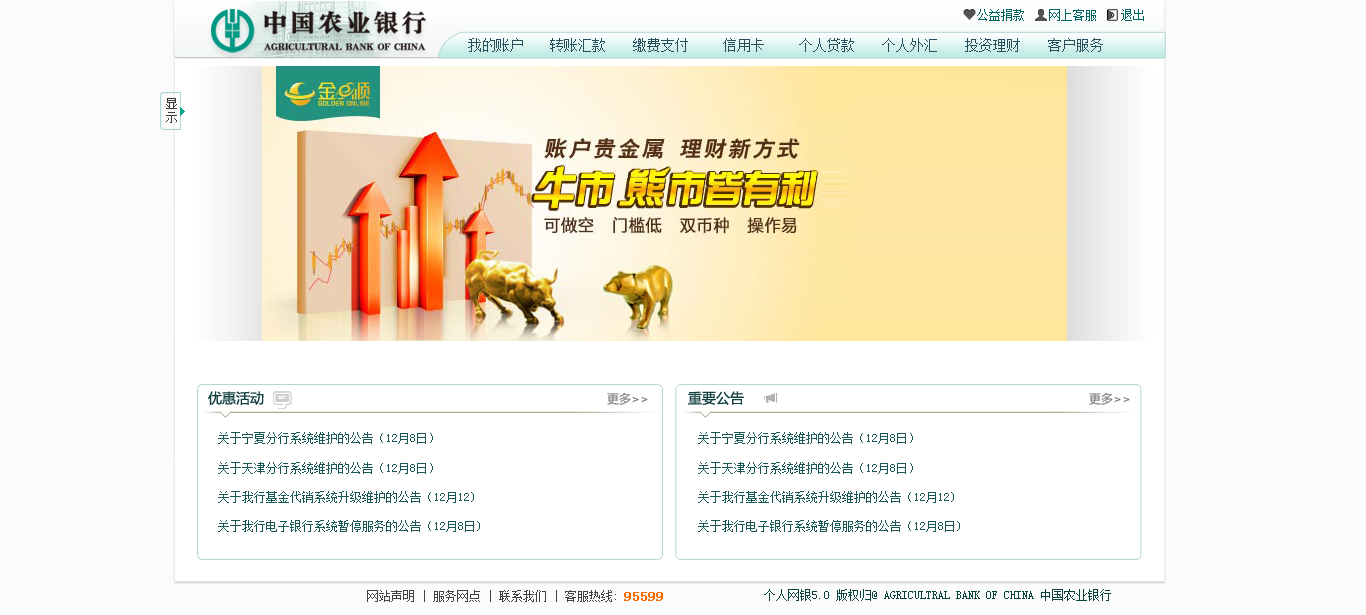 中国农业银行
AGRICULTURAL BANK OF CHINA
公益捐款 网上客服 退出
我的账户 转账汇款 缴费支付 信用卡 个人贷款 个人外汇 投资理财 客户服务
显示
金e顺
GOLDEN ONLINE
账户贵金属 理财新方式
牛市 熊市皆有利
可做空 门槛低 双币种 操作易
优惠活动 更多>>
关于宁夏分行系统维护的公告（12月8日）
关于天津分行系统维护的公告（12月8日）
关于我行基金代销系统升级维护的公告（12月12）
关于我行电子银行系统暂停服务的公告（12月8日）
重要公告 更多>>
关于宁夏分行系统维护的公告（12月8日）
关于天津分行系统维护的公告（12月8日）
关于我行基金代销系统升级维护的公告（12月12）
关于我行电子银行系统暂停服务的公告（12月8日）
网站声明 | 服务网点 | 联系我们 | 客服热线: 95599
个人网银5.0 版权归@ AGRICULTRAL BANK OF CHINA 中国农业银行